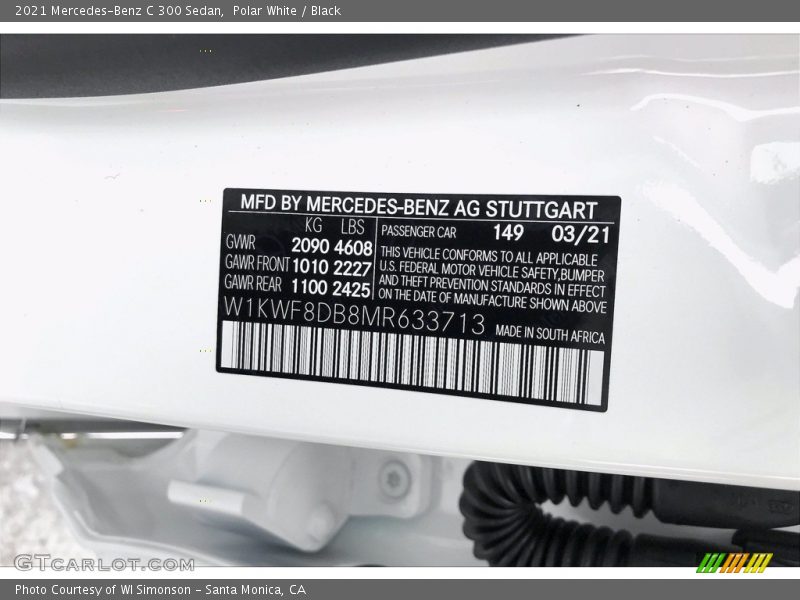 2021 Mercedes-Benz C 300 Sedan,  Polar White / Black
MFD BY MERCEDES-BENZ AG STUTTGART
KG LBS
GVWR 2090 4608
GAWR FRONT 1010 2227
GAWR REAR 1100 2425
PASSENGER CAR 149 03/21
THIS VEHICLE CONFORMS TO ALL APPLICABLE
U.S. FEDERAL MOTOR VEHICLE SAFETY,BUMPER
AND THEFT PREVENTION STANDARDS IN EFFECT
ON THE DATE OF MANUFACTURE SHOWN ABOVE
W1KWF8DB8MR633713 MADE IN SOUTH AFRICA
GTCARLOT.COM
Photo Courtesy of WI Simonson - Santa Monica, CA